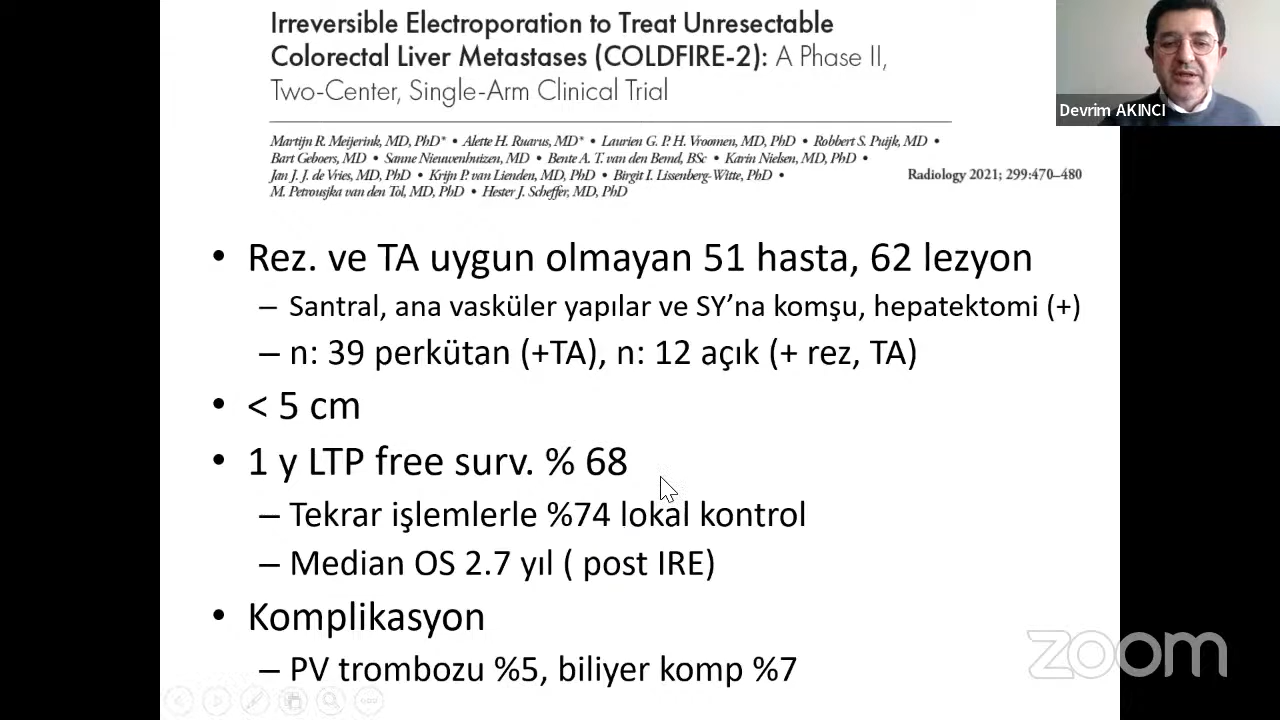 Irreversible Electroporation to Treat Unresectable
Colorectal Liver Metastases (COLDFIRE-2): A Phase II,
Two-Center, Single-Arm Clinical Trial
Martijn R. Meijerink, MD, PhD* • Alette H. Ruarus, MD* • Laurien G. P. H. Vroomen, MD, PhD • Robbert S. Puijk, MD •
Bart Geboers, MD • Sanne Nieuwenhuizen, MD • Bente A. T. van den Bemd, BSc • Karin Nielsen, MD, PhD •
Jan J. J. de Vries, MD, PhD • Krijn P. van Lienden, MD, PhD • Birgit I. Lissenberg-Witte, PhD •
M. Petrousjka van den Tol, MD, PhD • Hester J. Scheffer, MD, PhD
Radiology 2021; 299:470–480
Devrim AKINCI
• Rez. ve TA uygun olmayan 51 hasta, 62 lezyon
– Santral, ana vasküler yapılar ve SY’na komşu, hepatektomi (+)
– n: 39 perkütan (+TA), n: 12 açık (+ rez, TA)
• < 5 cm
• 1 y LTP free surv. % 68
– Tekrar işlemlerle %74 lokal kontrol
– Median OS 2.7 yıl ( post IRE)
• Komplikasyon
– PV trombozu %5, biliyer komp %7
zoom